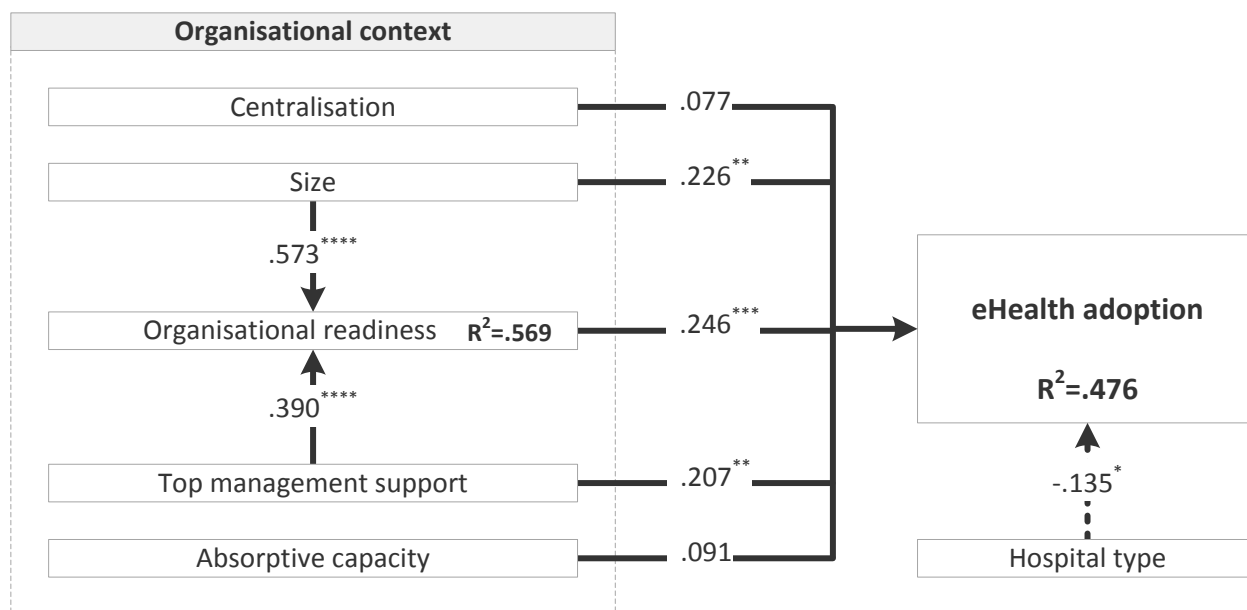 Organisational context
Centralisation
.077
Size
.226**
.573****
Organisational readiness R²=.569
.246***
eHealth adoption
R²=.476
.390****
Top management support
.207**
-.135*
Absorptive capacity
.091
Hospital type